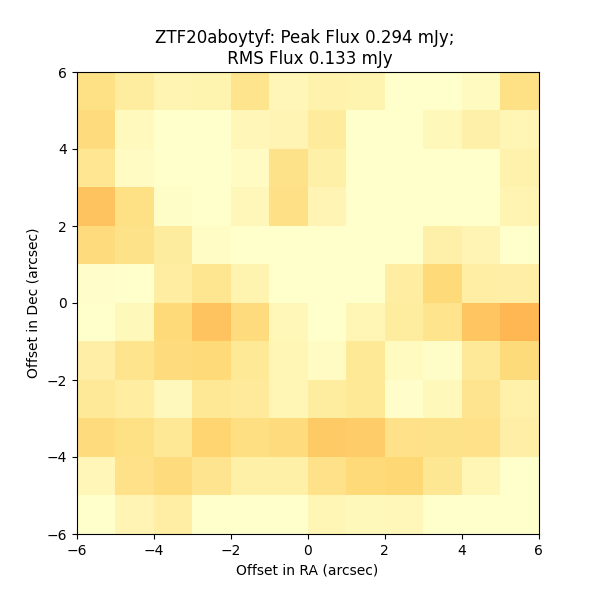 ZTF20aboytyf: Peak Flux 0.294 mJy;
RMS Flux 0.133 mJy
6
4
2
0
−2
−4
−6
Offset in Dec (arcsec)
−6 −4 −2 0 2 4 6
Offset in RA (arcsec)